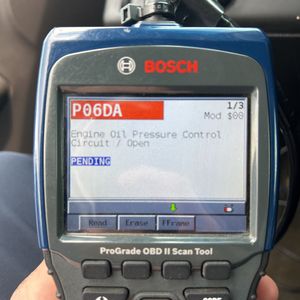 BOSCH
P06DA 1/3
Mod $00
Engine Oil Pressure Control
Circuit / Open
PENDING
Read Erase FFrame
ProGrade OBD II Scan Tool